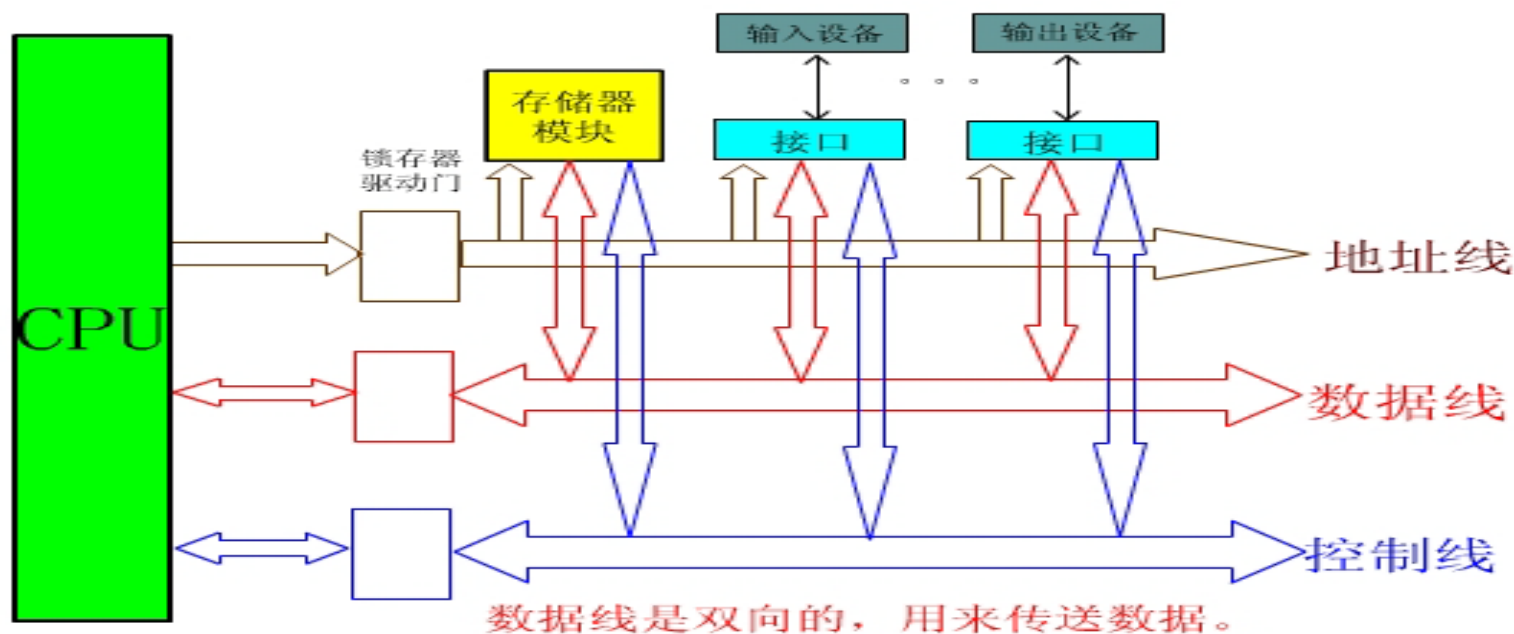 输入设备
输出设备
。。。
存储器
模块
接口
接口
锁存器
驱动门
地址线
CPU
数据线
控制线
数据线是双向的，用来传送数据。